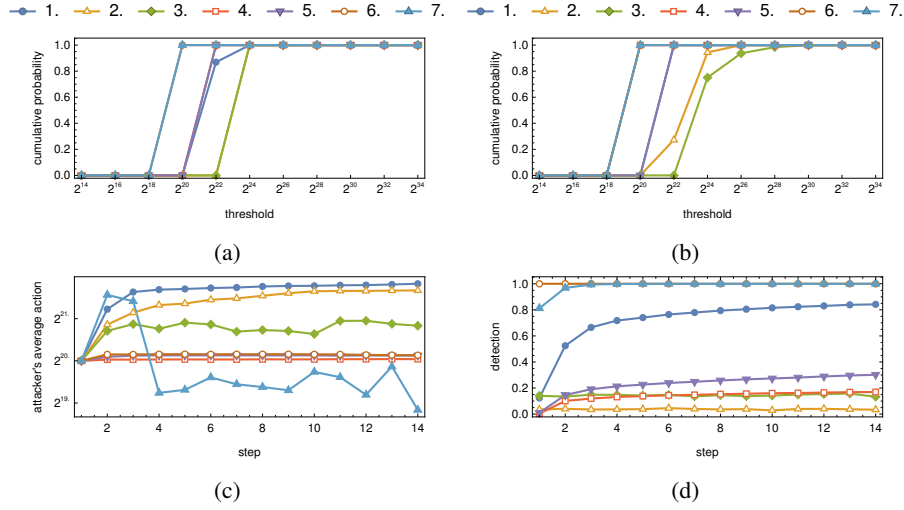 1. 2. 3. 4. 5. 6. 7.
1. 2. 3. 4. 5. 6. 7.
cumulative probability
1.0
0.8
0.6
0.4
0.2
0.0
2^14 2^16 2^18 2^20 2^22 2^24 2^26 2^28 2^30 2^32 2^34
threshold
(a)
cumulative probability
1.0
0.8
0.6
0.4
0.2
0.0
2^14 2^16 2^18 2^20 2^22 2^24 2^26 2^28 2^30 2^32 2^34
threshold
(b)
attacker's average action
2^21.
2^20.
2^19.
2 4 6 8 10 12 14
step
(c)
detection
1.0
0.8
0.6
0.4
0.2
0.0
2 4 6 8 10 12 14
step
(d)